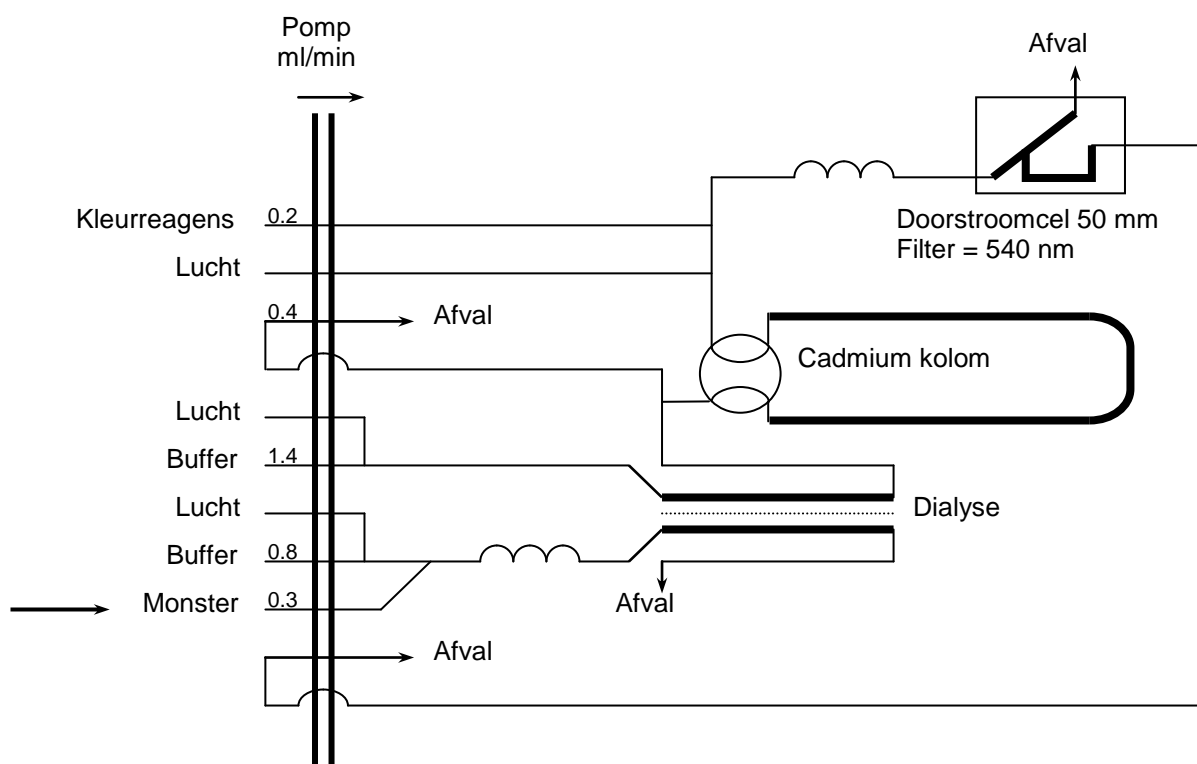 Pomp
ml/min
Afval
Kleurreagens 0.2
Doorstroomcel 50 mm
Filter = 540 nm
Lucht
0.4 Afval
Cadmium kolom
Lucht
Buffer 1.4
Lucht
Dialyse
Buffer 0.8
Monster 0.3
Afval
Afval